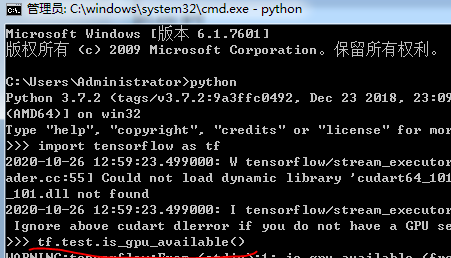 管理员: C:\windows\system32\cmd.exe - python
Microsoft Windows [版本 6.1.7601]
版权所有 (c) 2009 Microsoft Corporation。保留所有权利。
C:\Users\Administrator>python
Python 3.7.2 (tags/v3.7.2:9a3ffc0492, Dec 23 2018, 23:09
(AMD64)] on win32
Type "help", "copyright", "credits" or "license" for mor
>>> import tensorflow as tf
2020-10-26 12:59:23.499000: W tensorflow/stream_executor
ader.cc:55] Could not load dynamic library 'cudart64_101
_101.dll not found
2020-10-26 12:59:23.499000: I tensorflow/stream_executor
Ignore above cudart dlerror if you do not have a GPU se
>>> tf.test.is_gpu_available()
WARNING:tensorflow:From <stdin>:1: is_gpu_available (fro